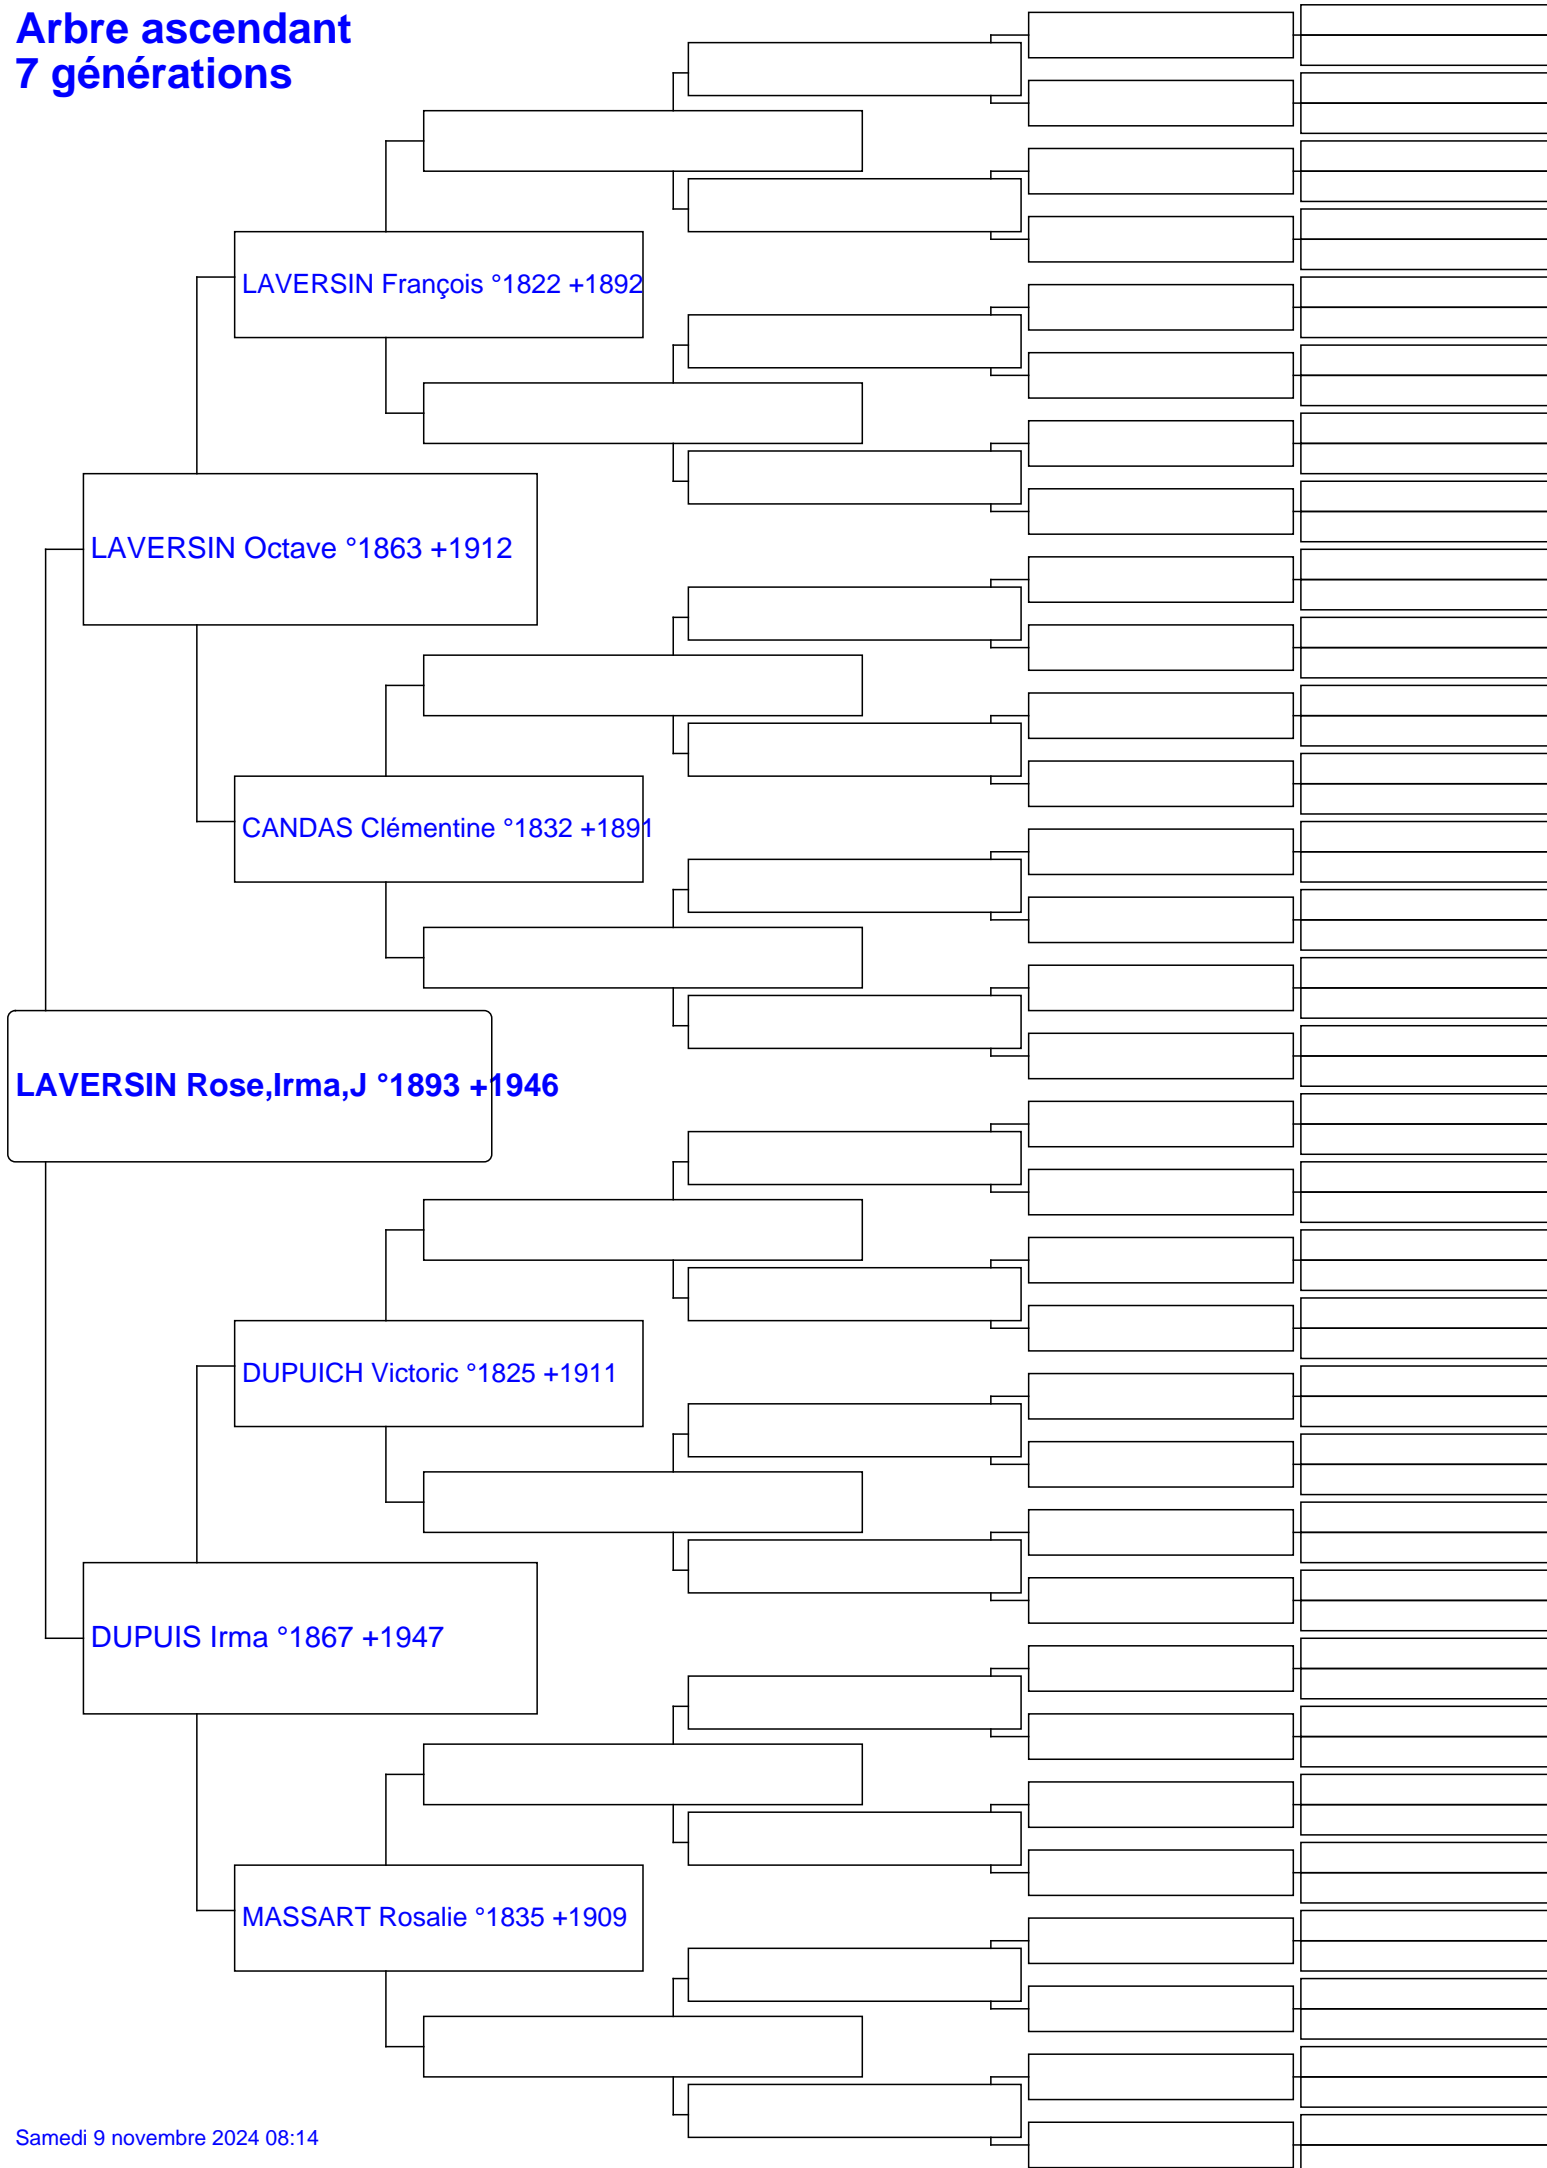 Arbre ascendant
7 générations
LAVERSIN François °1822 +1892
LAVERSIN Octave °1863 +1912
CANDAS Clémentine °1832 +1891
LAVERSIN Rose,Irma,J °1893 +1946
DUPUICH Victoric °1825 +1911
DUPUIS Irma °1867 +1947
MASSART Rosalie °1835 +1909
Samedi 9 novembre 2024 08:14